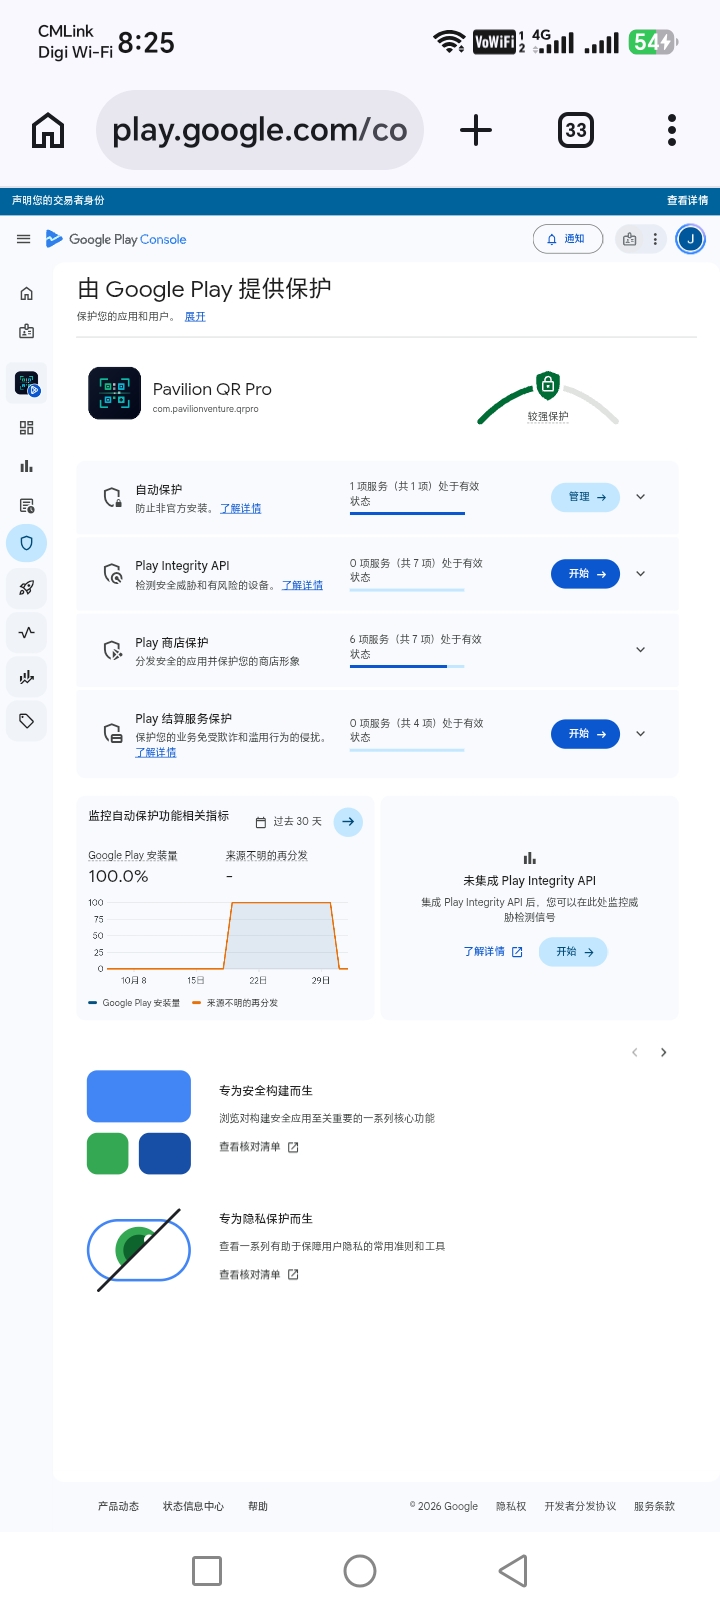 CMLink
Digi Wi-Fi
8:25
VoWiFi
1
2
4G
54
play.google.com/co
33
声明您的交易者身份
查看详情
Google Play Console
通知
J
由 Google Play 提供保护
保护您的应用和用户。 展开
Pavilion QR Pro
com.pavilionventure.qrpro
较强保护
自动保护
防止非官方安装。 了解详情
1 项服务（共 1 项）处于有效
状态
管理
Play Integrity API
检测安全威胁和有风险的设备。 了解详情
0 项服务（共 7 项）处于有效
状态
开始
Play 商店保护
分发安全的应用并保护您的商店形象
6 项服务（共 7 项）处于有效
状态
Play 结算服务保护
保护您的业务免受欺诈和滥用行为的侵扰。
了解详情
0 项服务（共 4 项）处于有效
状态
开始
监控自动保护功能相关指标
过去 30 天
Google Play 安装量
100.0%
来源不明的再分发
-
100
75
50
25
0
10月 8
15日
22日
29日
Google Play 安装量
来源不明的再分发
未集成 Play Integrity API
集成 Play Integrity API 后，您可以在此处监控威
胁检测信号
了解详情
开始
专为安全构建而生
浏览对构建安全应用至关重要的一系列核心功能
查看核对清单
专为隐私保护而生
查看一系列有助于保障用户隐私的常用准则和工具
查看核对清单
产品动态
状态信息中心
帮助
© 2026 Google
隐私权
开发者分发协议
服务条款